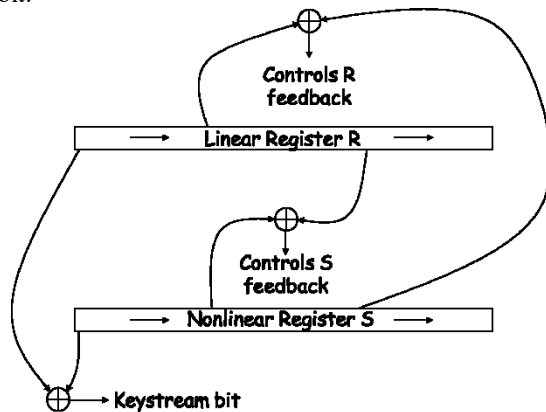 Controls R
feedback
Linear Register R
Controls S
feedback
Nonlinear Register S
Keystream bit